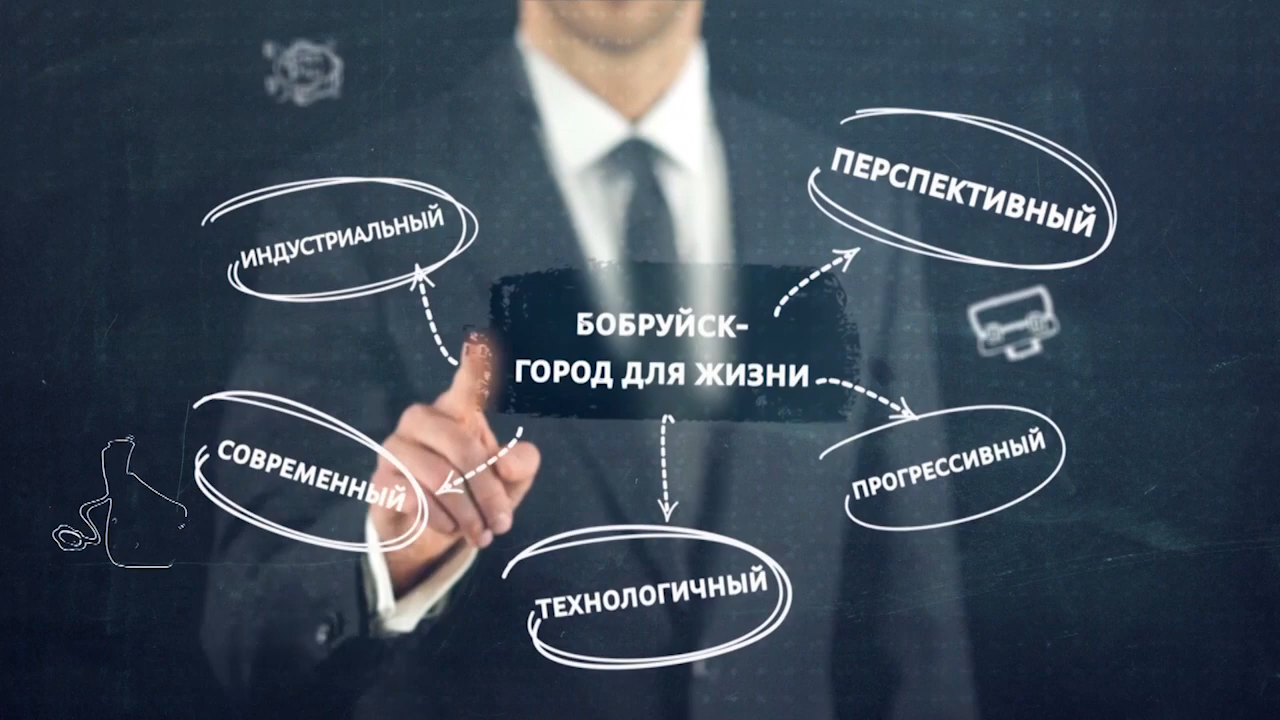 ПЕРСПЕКТИВНЫЙ
ИНДУСТРИАЛЬНЫЙ
БОБРУЙСК-
ГОРОД ДЛЯ ЖИЗНИ
СОВРЕМЕННЫЙ
ПРОГРЕССИВНЫЙ
ТЕХНОЛОГИЧНЫЙ